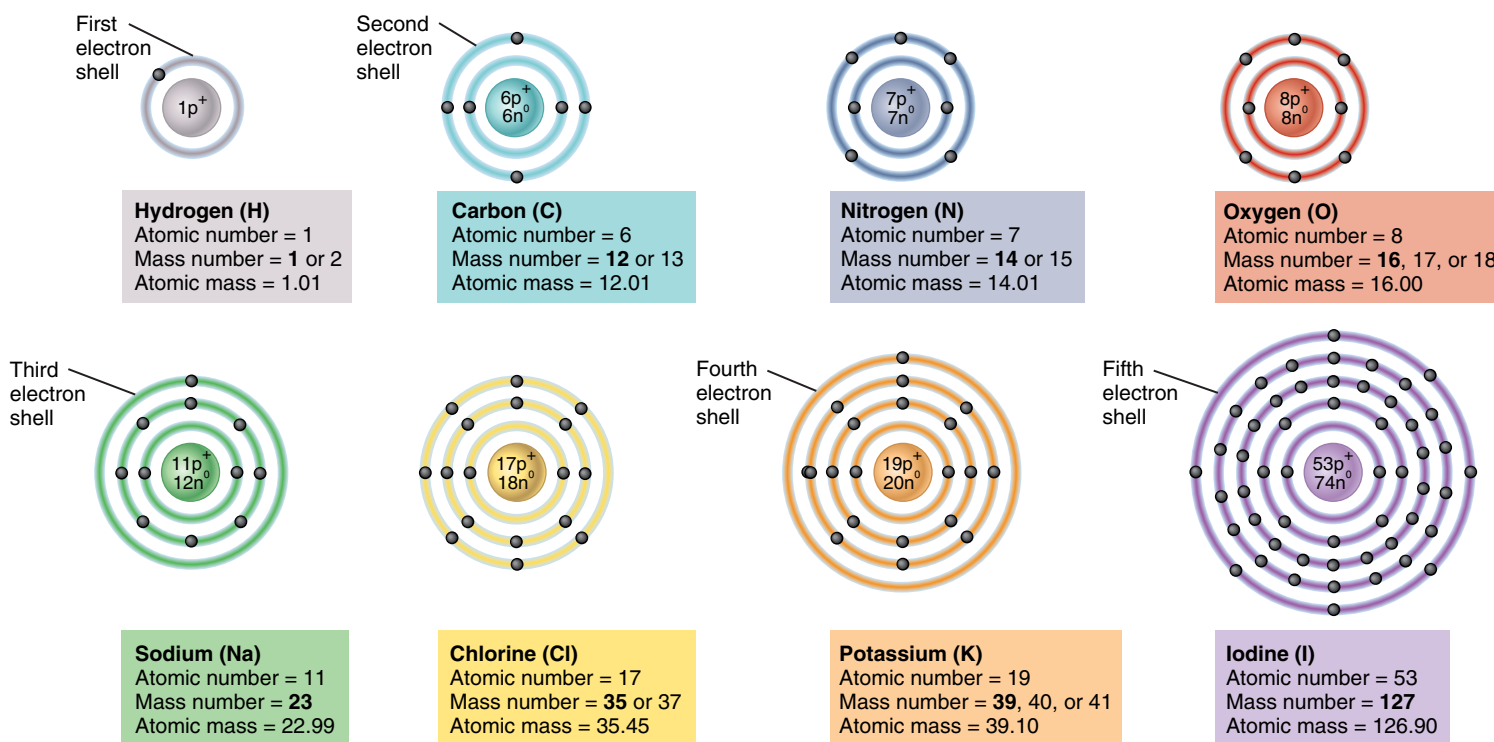 First
electron
shell
1p+
Hydrogen (H)
Atomic number = 1
Mass number = 1 or 2
Atomic mass = 1.01
Second
electron
shell
6p+
6n0
Carbon (C)
Atomic number = 6
Mass number = 12 or 13
Atomic mass = 12.01
7p+
7n0
Nitrogen (N)
Atomic number = 7
Mass number = 14 or 15
Atomic mass = 14.01
8p+
8n0
Oxygen (O)
Atomic number = 8
Mass number = 16, 17, or 18
Atomic mass = 16.00
Third
electron
shell
11p+
12n0
Sodium (Na)
Atomic number = 11
Mass number = 23
Atomic mass = 22.99
17p+
18n0
Chlorine (Cl)
Atomic number = 17
Mass number = 35 or 37
Atomic mass = 35.45
Fourth
electron
shell
19p+
20n0
Potassium (K)
Atomic number = 19
Mass number = 39, 40, or 41
Atomic mass = 39.10
Fifth
electron
shell
53p+
74n0
Iodine (I)
Atomic number = 53
Mass number = 127
Atomic mass = 126.90